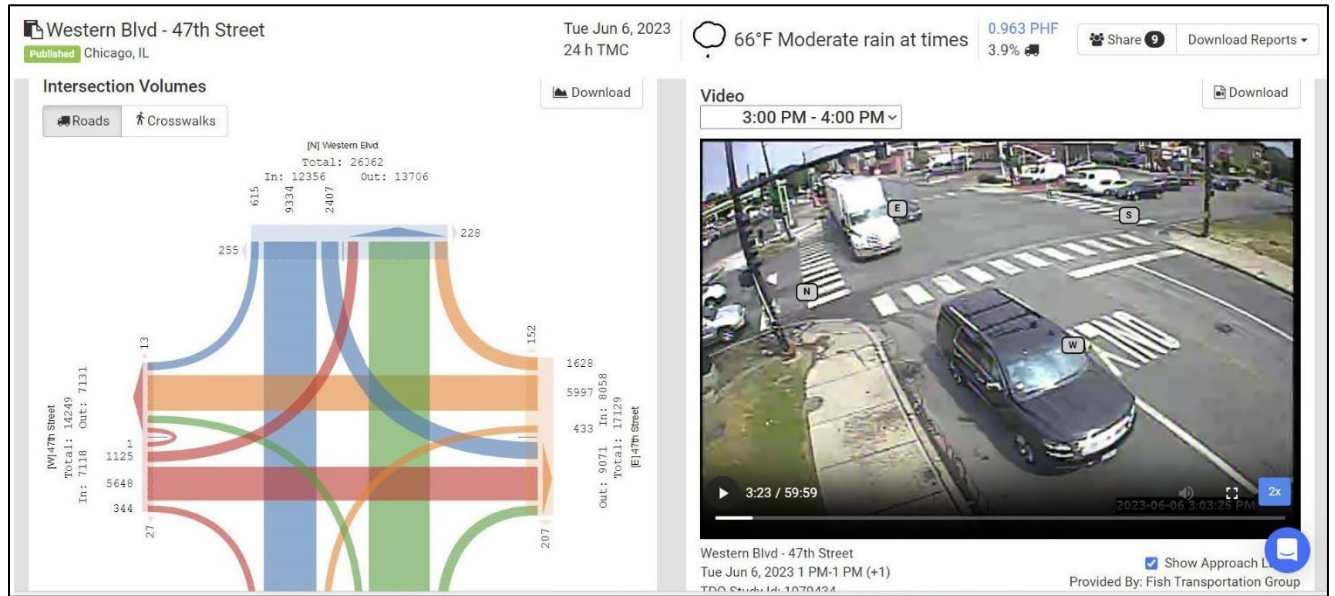 Western Blvd - 47th Street
Published Chicago, IL
Tue Jun 6, 2023
24 h TMC
66°F Moderate rain at times
0.963 PHF
3.9%
Share 9
Download Reports
Intersection Volumes
Download
Roads
Crosswalks
[N] Western Blvd
Total: 26062
In: 12356 Out: 13706
615
9334
2407
255
228
13
[W] 47th Street
Total: 14249
In: 7118 Out: 7131
1
1125
5648
344
27
152
1628
5997
433
[E] 47th Street
Out: 9071 In: 8058
Total: 17129
207
Video
Download
3:00 PM - 4:00 PM
E
S
N
W
3:23 / 59:59
2x
2023-06-06 3:03:25 PM
Western Blvd - 47th Street
Tue Jun 6, 2023 1 PM-1 PM (+1)
TDO Study Id: 1079434
Show Approach
Provided By: Fish Transportation Group